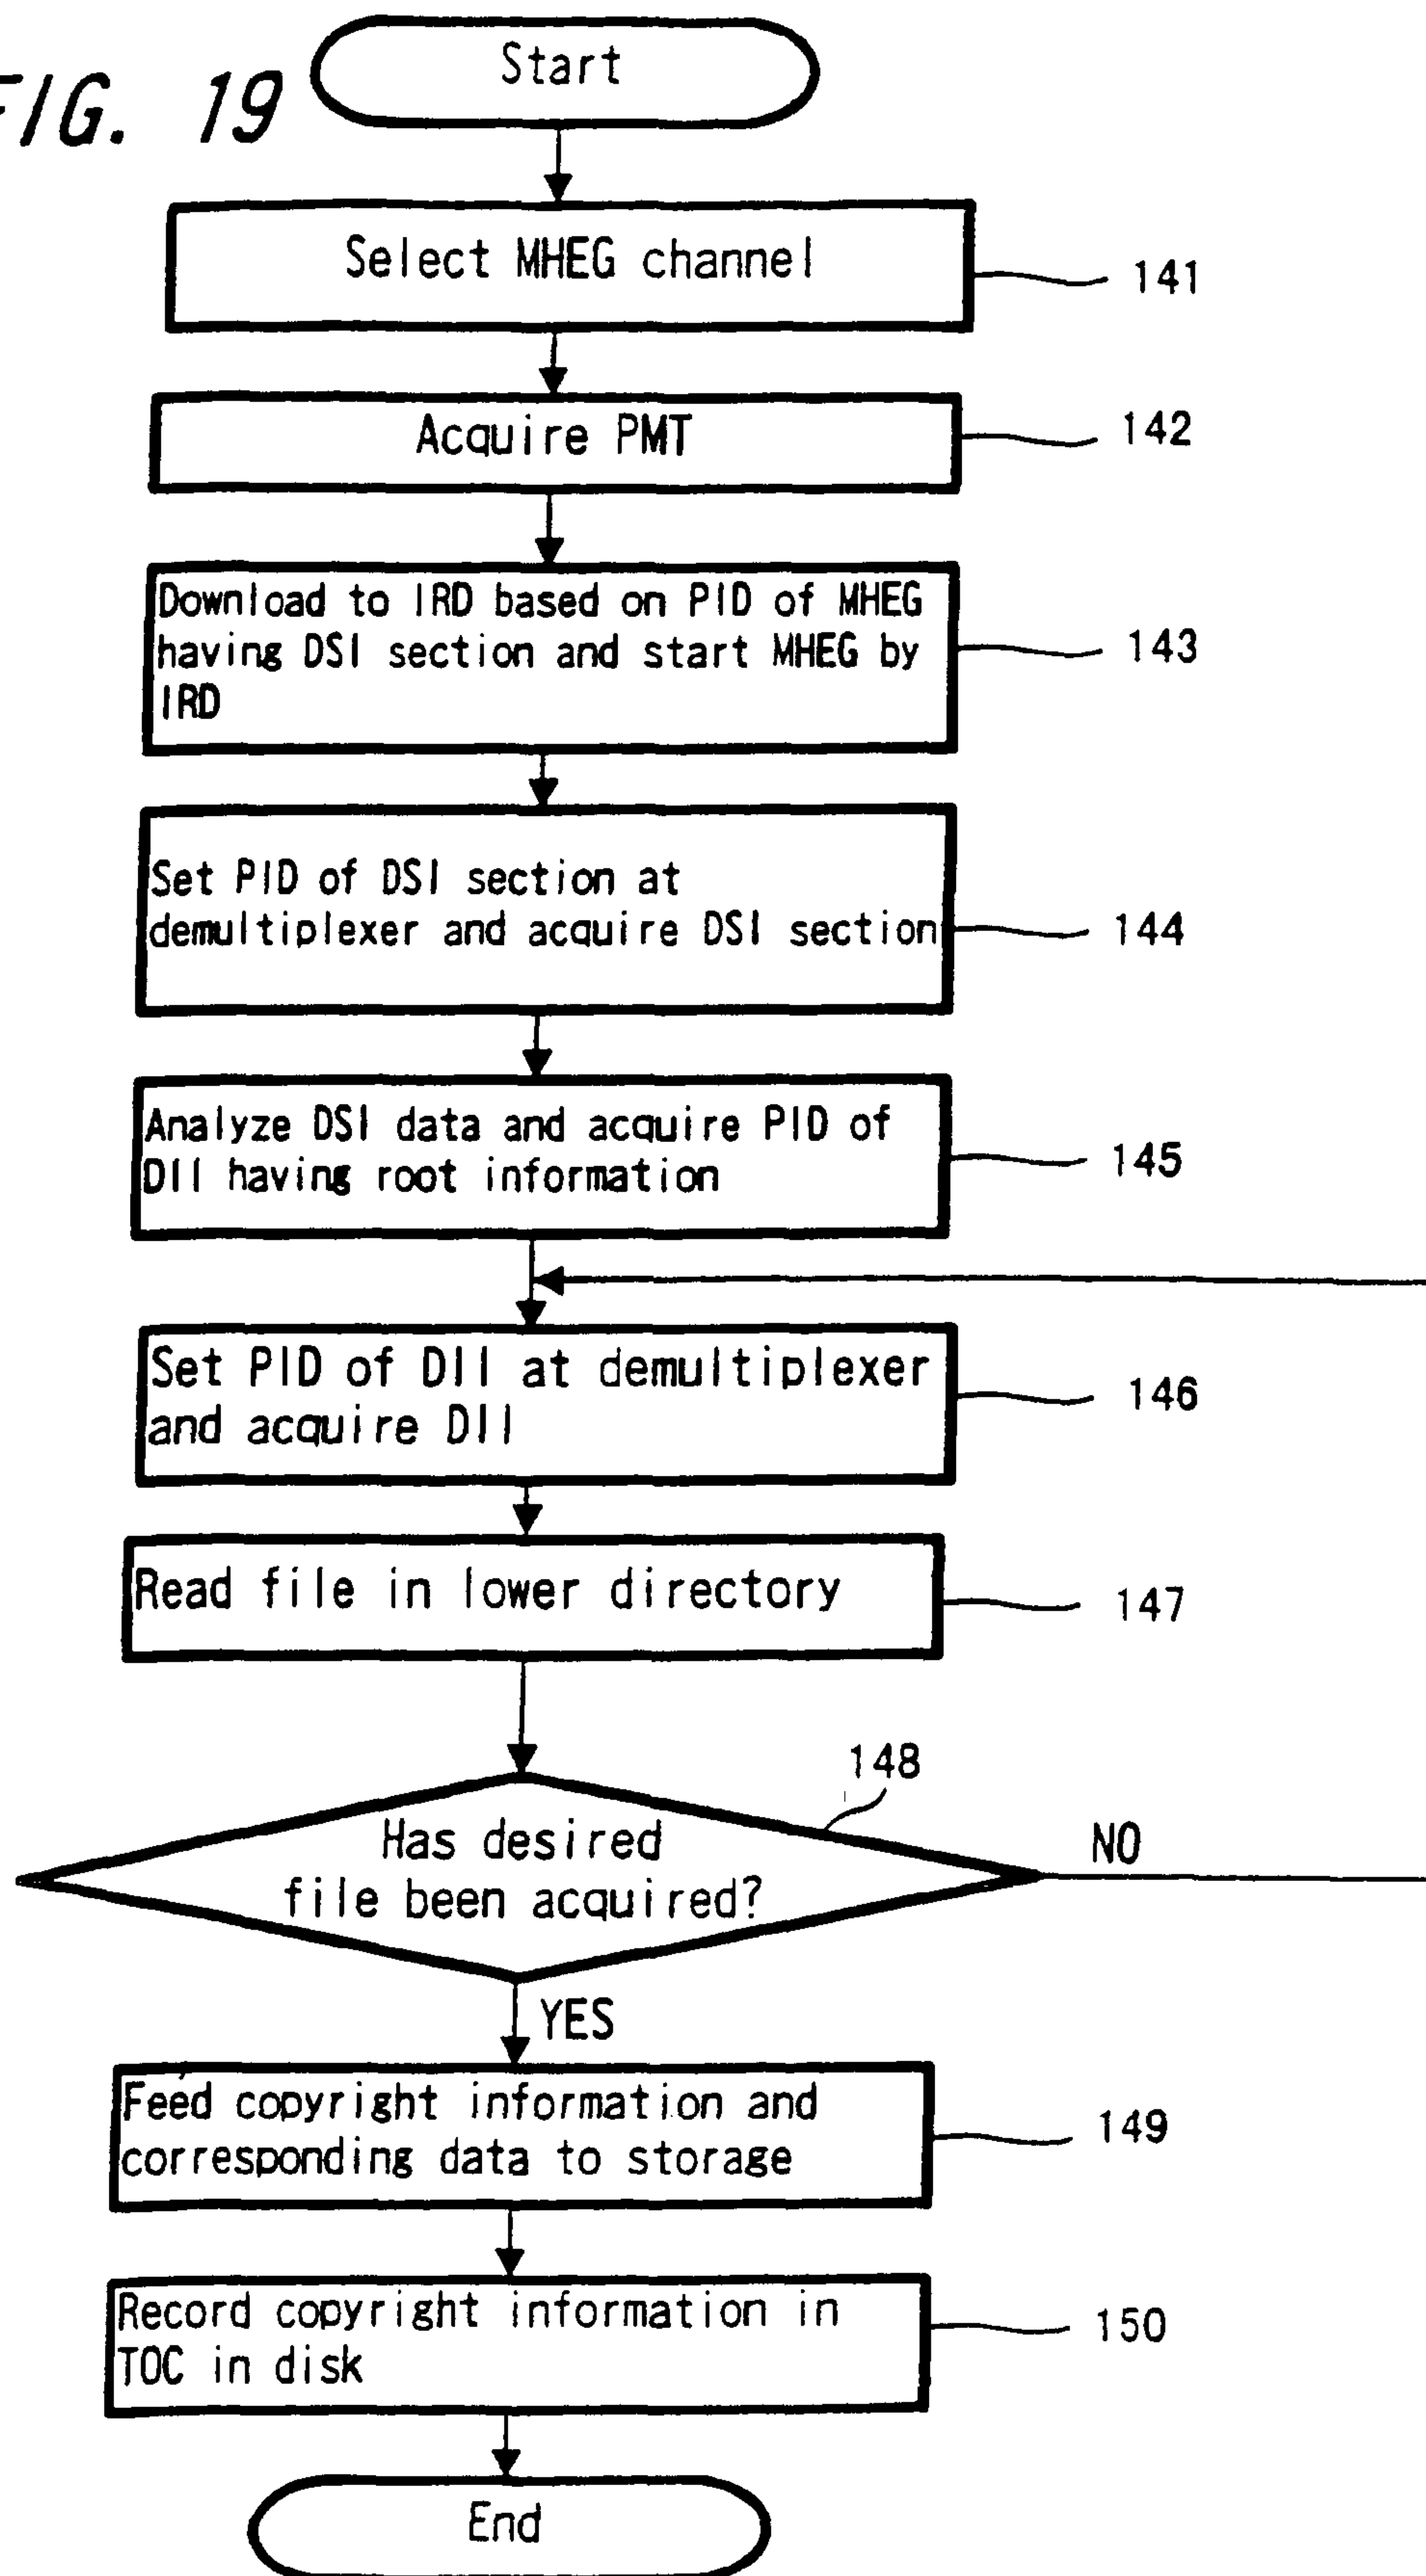 FIG. 19
Start
Select MHEG channel
141
Acquire PMT
142
Download to IRD based on PID of MHEG
having DSI section and start MHEG by
IRD
143
Set PID of DSI section at
demultiplexer and acquire DSI section
144
Analyze DSI data and acquire PID of
DII having root information
145
Set PID of DII at demultiplexer
and acquire DII
146
Read file in lower directory
147
148
Has desired
file been acquired?
NO
YES
Feed copyright information and
corresponding data to storage
149
Record copyright information in
TOC in disk
150
End